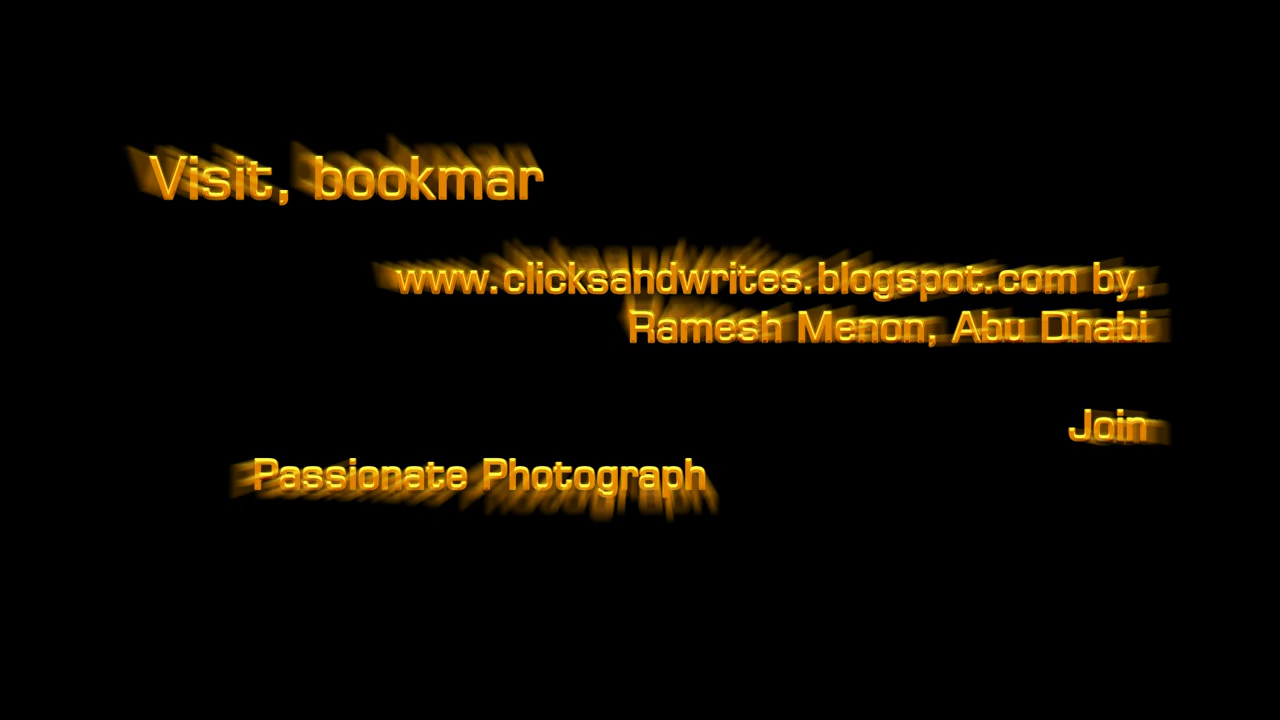 Visit, bookmar
www.clicksandwrites.blogspot.com by,
Ramesh Menon, Abu Dhabi
Join
Passionate Photograph